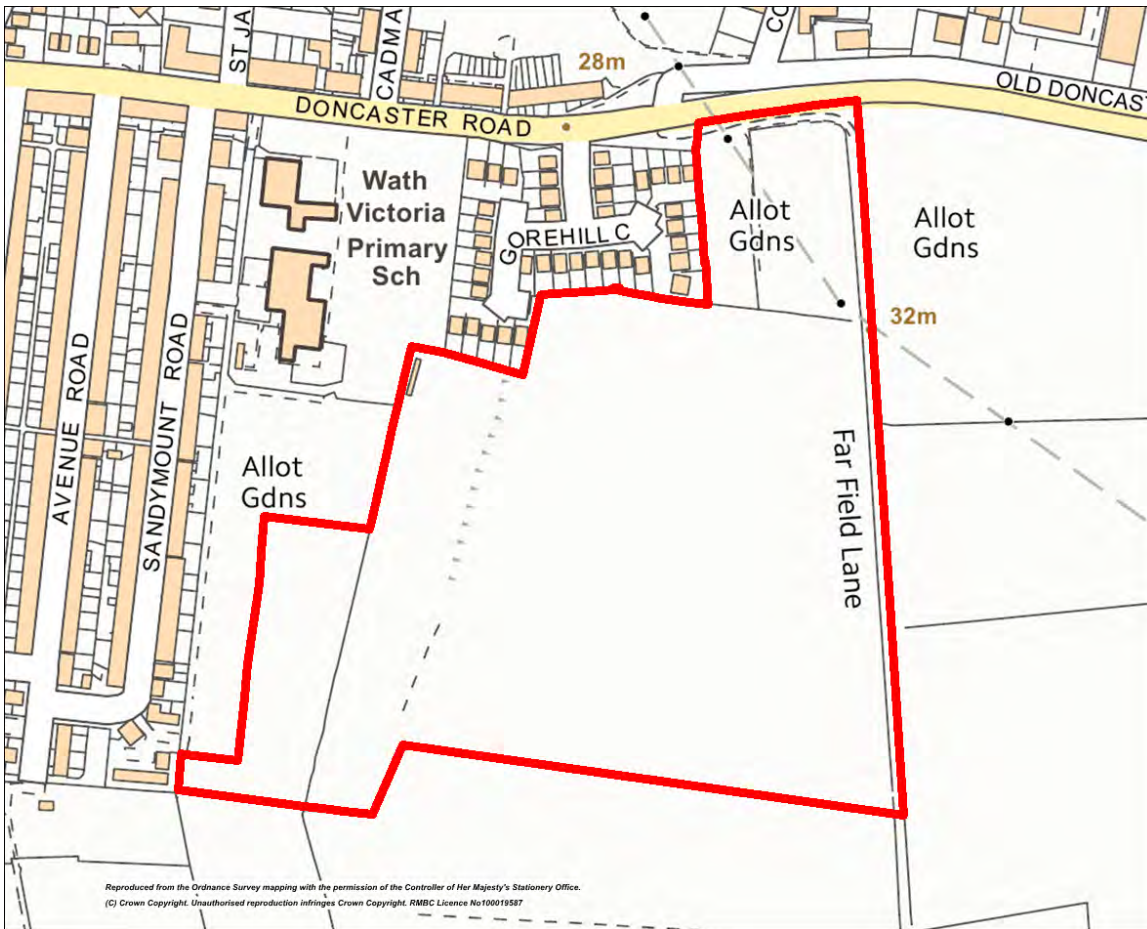 ST JA
CADMA
CO
28m
OLD DONCAST
DONCASTER ROAD
Wath
Victoria
Primary
Sch
GOREHILL C
Allot
Gdns
Allot
Gdns
32m
AVENUE ROAD
SANDYMOUNT ROAD
Allot
Gdns
Far Field Lane
Reproduced from the Ordnance Survey mapping with the permission of the Controller of Her Majesty's Stationery Office.
(C) Crown Copyright. Unauthorised reproduction infringes Crown Copyright. RMBC Licence No100019587